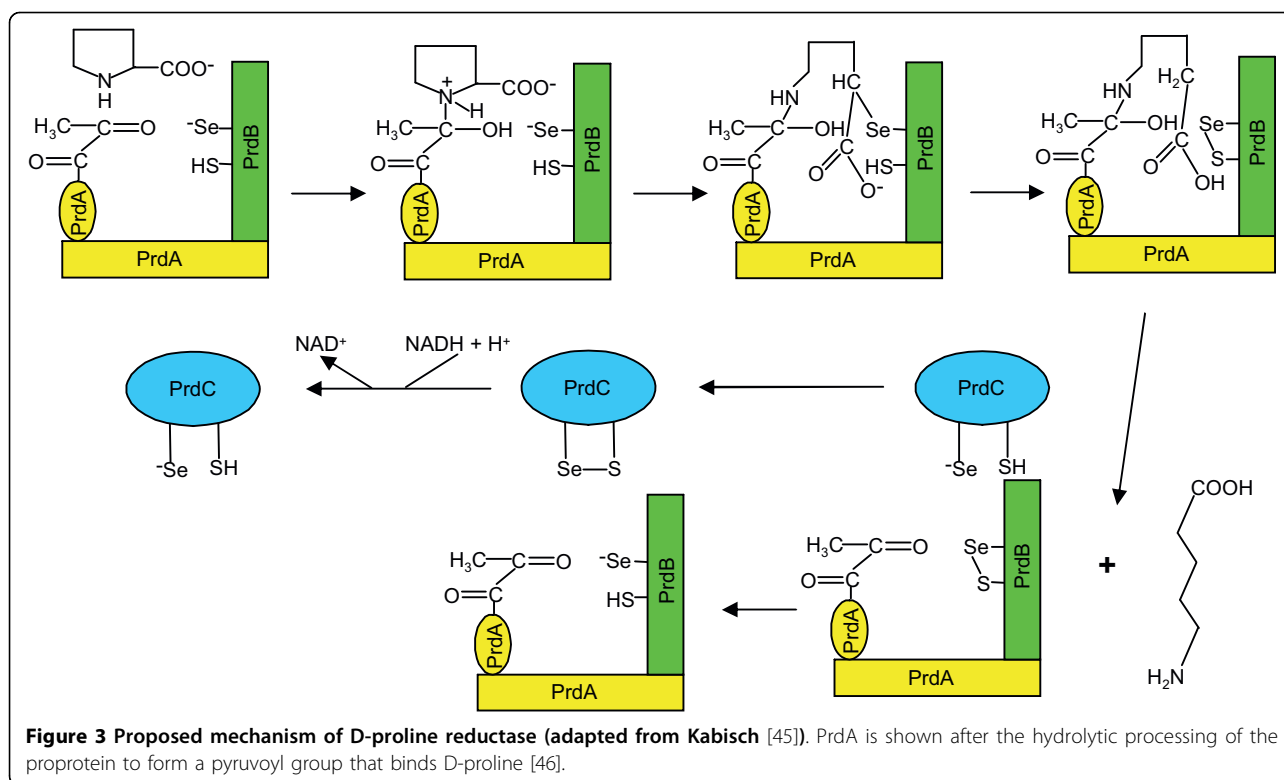 COO⁻
N
H
H₃C
C
O
O
C
⁻Se
HS
PrdB
PrdA
PrdA
+
N
H
COO⁻
H₃C
C
OH
O
C
⁻Se
HS
PrdB
PrdA
PrdA
HN
HC
H₃C
C
OH
O
C
Se
HS
C
O
O⁻
PrdB
PrdA
PrdA
HN
H₂C
H₃C
C
OH
O
C
C
O
OH
Se
S
PrdB
PrdA
PrdA
NAD⁺
NADH + H⁺
PrdC
⁻Se
SH
PrdC
Se
S
PrdC
⁻Se
SH
H₃C
C
O
O
C
⁻Se
HS
PrdB
PrdA
PrdA
H₃C
C
O
O
C
Se
S
PrdB
PrdA
PrdA
+
COOH
H₂N
Figure 3 Proposed mechanism of D-proline reductase (adapted from Kabisch [45]). PrdA is shown after the hydrolytic processing of the
proprotein to form a pyruvoyl group that binds D-proline [46].